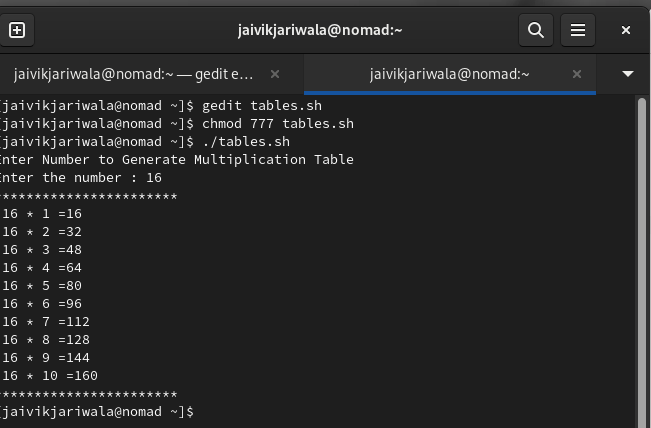 jaivikjariwala@nomad:~
jaivikjariwala@nomad:~ — gedit e...
jaivikjariwala@nomad:~
[jaivikjariwala@nomad ~]$ gedit tables.sh
[jaivikjariwala@nomad ~]$ chmod 777 tables.sh
[jaivikjariwala@nomad ~]$ ./tables.sh
Enter Number to Generate Multiplication Table
Enter the number : 16
***********************
16 * 1 =16
16 * 2 =32
16 * 3 =48
16 * 4 =64
16 * 5 =80
16 * 6 =96
16 * 7 =112
16 * 8 =128
16 * 9 =144
16 * 10 =160
***********************
[jaivikjariwala@nomad ~]$